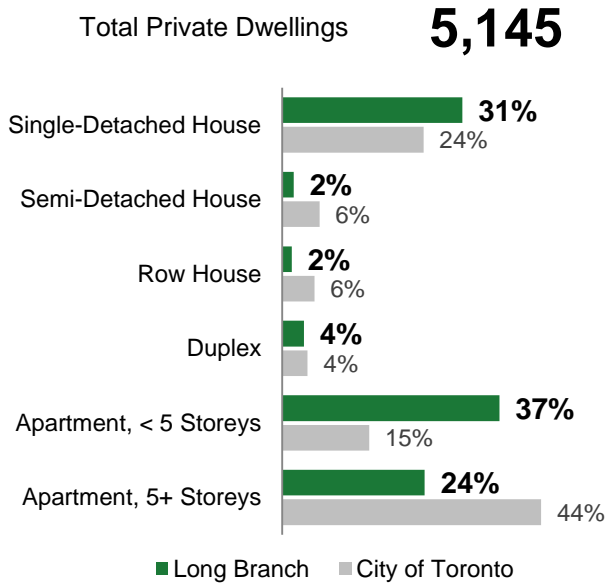 Total Private Dwellings 5,145
Single-Detached House 31%
24%
Semi-Detached House 2%
6%
Row House 2%
6%
Duplex 4%
4%
Apartment, < 5 Storeys 37%
15%
Apartment, 5+ Storeys 24%
44%
Long Branch City of Toronto